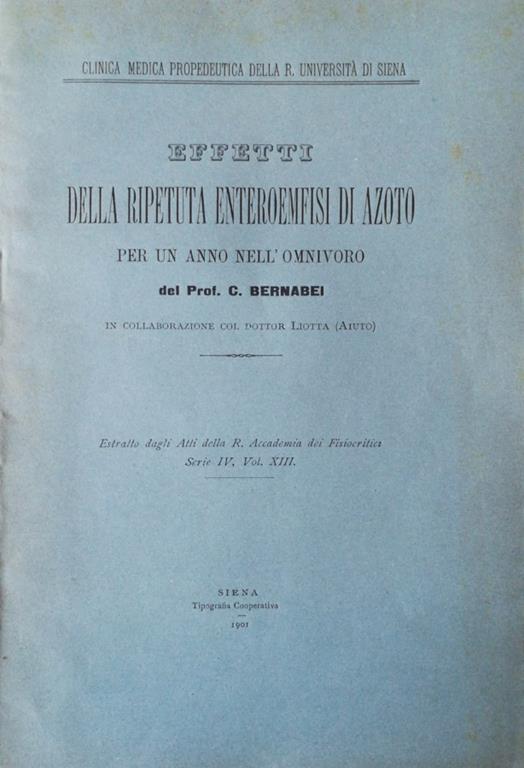 CLINICA MEDICA PROPEDEUTICA DELLA R. UNIVERSITÀ DI SIENA
EFFETTI
DELLA RIPETUTA ENTEROEMFISI DI AZOTO
PER UN ANNO NELL'OMNIVORO
del Prof. C. BERNABEI
IN COLLABORAZIONE COL DOTTOR LIOTTA (AIUTO)
Estratto dagli Atti della R. Accademia dei Fisiocritici
Serie IV, Vol. XIII.
SIENA
Tipografia Cooperativa
1901